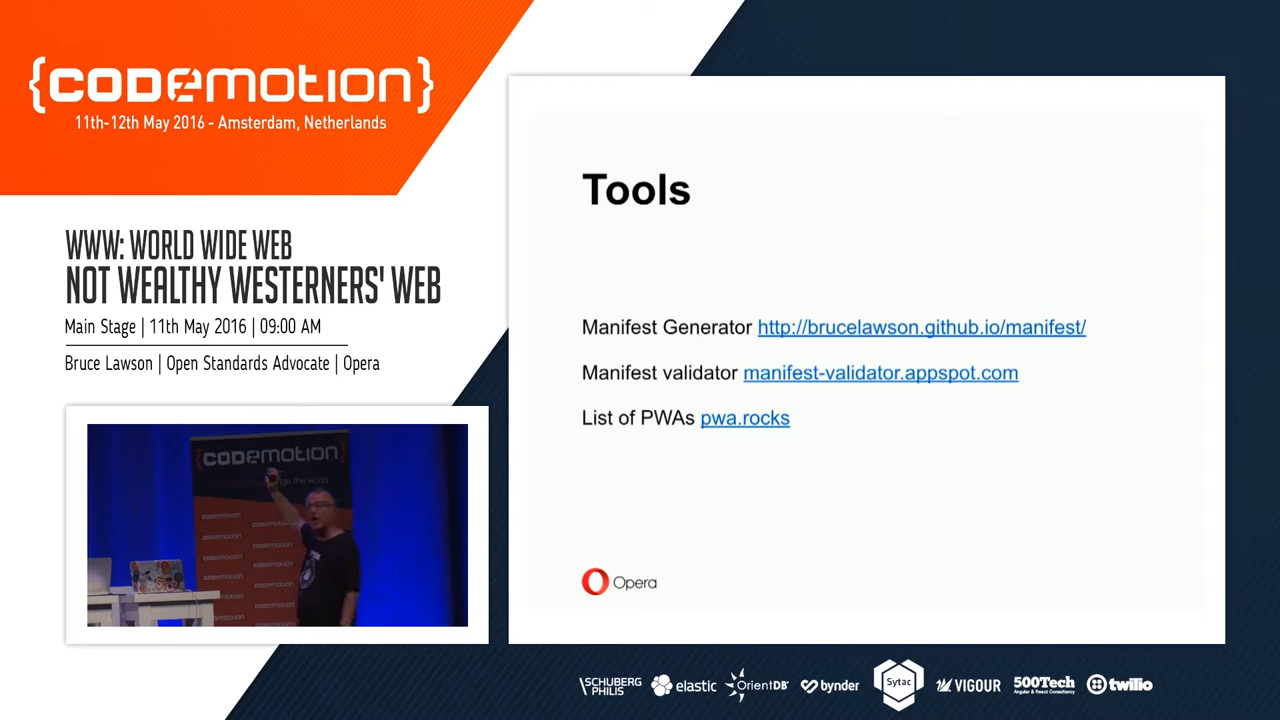 {CODEMOTION}
11th-12th May 2016 - Amsterdam, Netherlands
WWW: WORLD WIDE WEB
NOT WEALTHY WESTERNERS' WEB
Main Stage | 11th May 2016 | 09:00 AM
Bruce Lawson | Open Standards Advocate | Opera
{CODEMOTION}
Tools
Manifest Generator http://brucelawson.github.io/manifest/
Manifest validator manifest-validator.appspot.com
List of PWAs pwa.rocks
Opera
SCHUBERG PHILIS
elastic
OrientDB
bynder
Sytac
VIGOUR
500Tech
Angular & React Consultancy
twilio